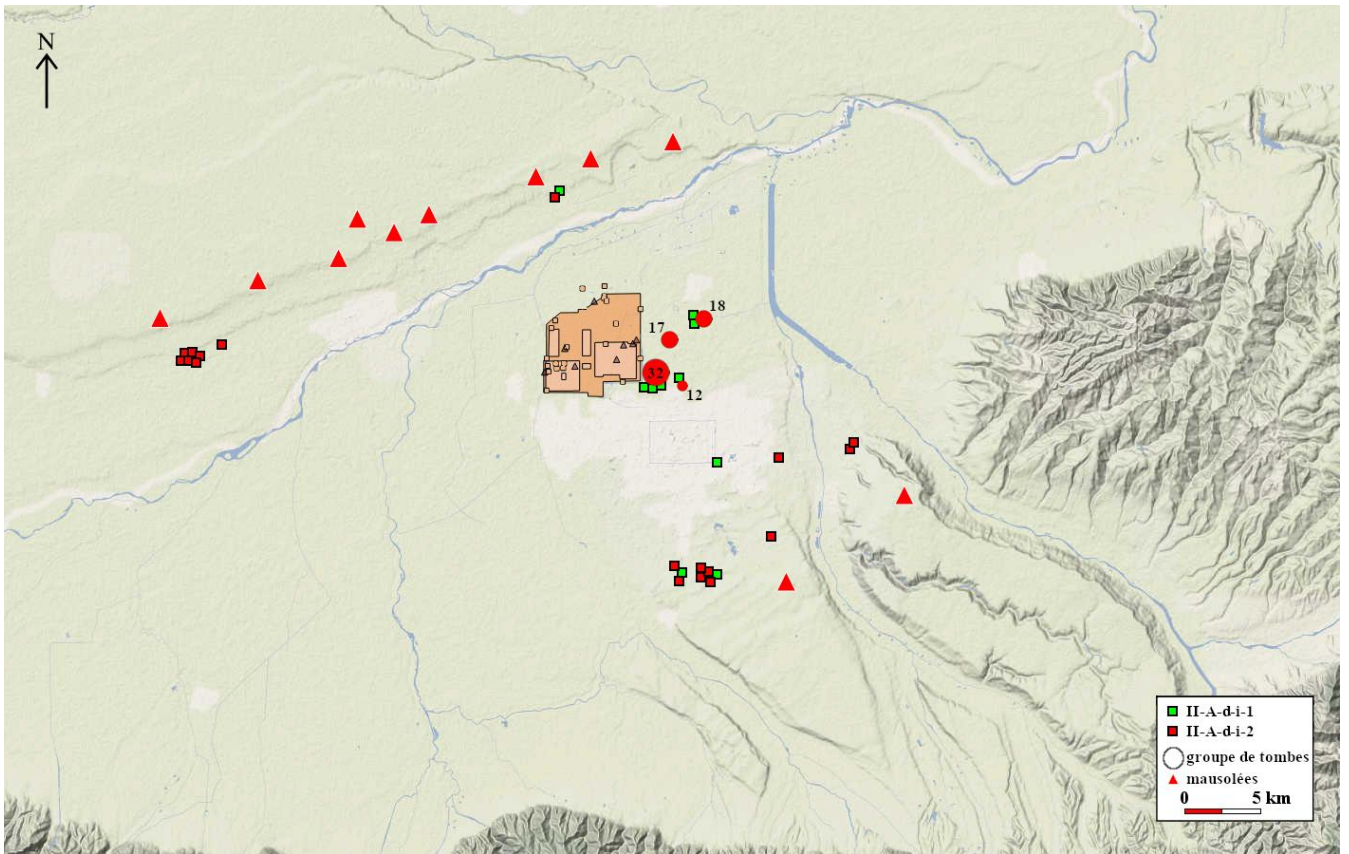 N
18
17
32
12
II-A-d-i-1
II-A-d-i-2
groupe de tombes
mausolées
0 5 km